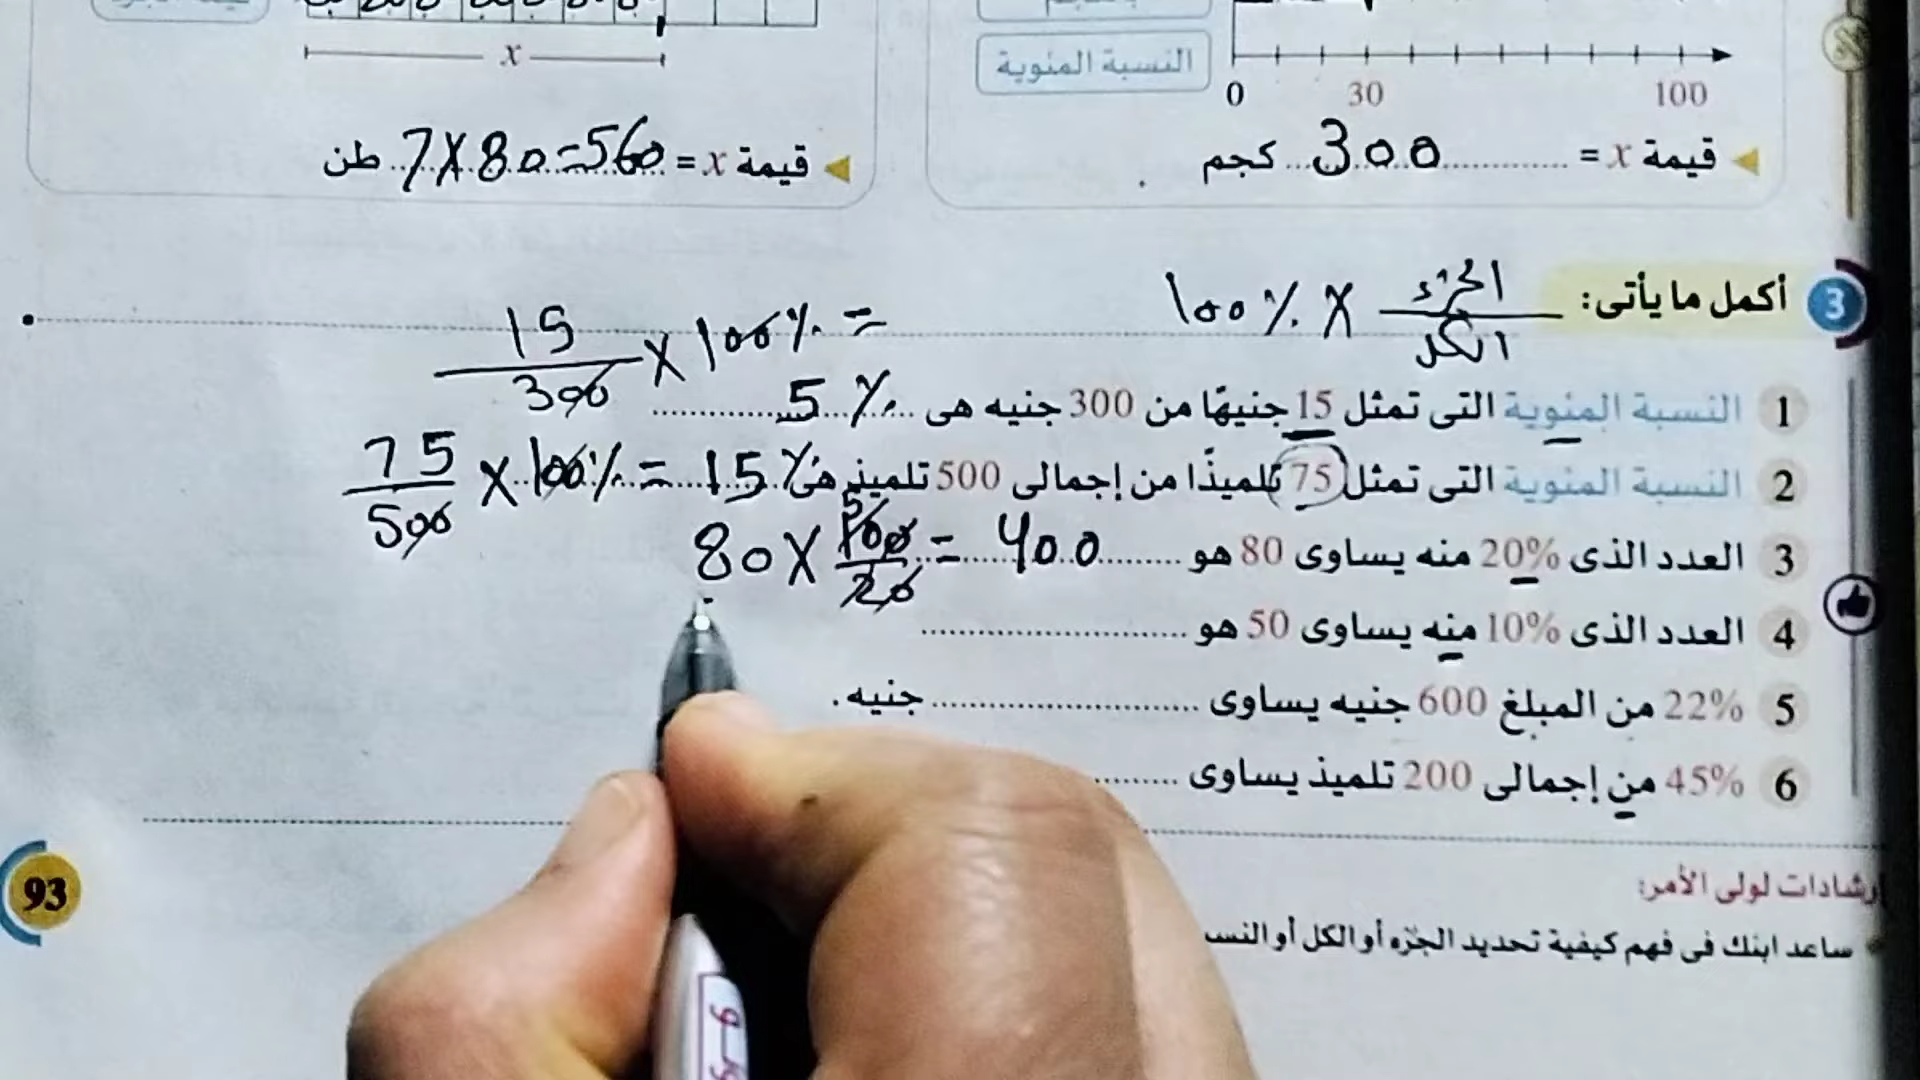 النسبة المئوية
0 30 100
x
قيمة x = 300 كجم
قيمة x = 7 X 80 = 560 طن
3 أكمل ما يأتى:
الجزء / الكل X 100 %
15 / 300 X 100 % =
1 النسبة المئوية التى تمثل 15 جنيهًا من 300 جنيه هى 5 %
2 النسبة المئوية التى تمثل 75 تلميذًا من إجمالى 500 تلميذ هى
75 / 500 X 100 % = 15 %
3 العدد الذى 20% منه يساوى 80 هو
80 X 100 / 20 = 400
5
4 العدد الذى 10% منه يساوى 50 هو
5 22% من المبلغ 600 جنيه يساوى جنيه.
6 45% من إجمالى 200 تلميذ يساوى
93
إرشادات لولى الأمر:
ساعد ابنك فى فهم كيفية تحديد الجزء أو الكل أو النس